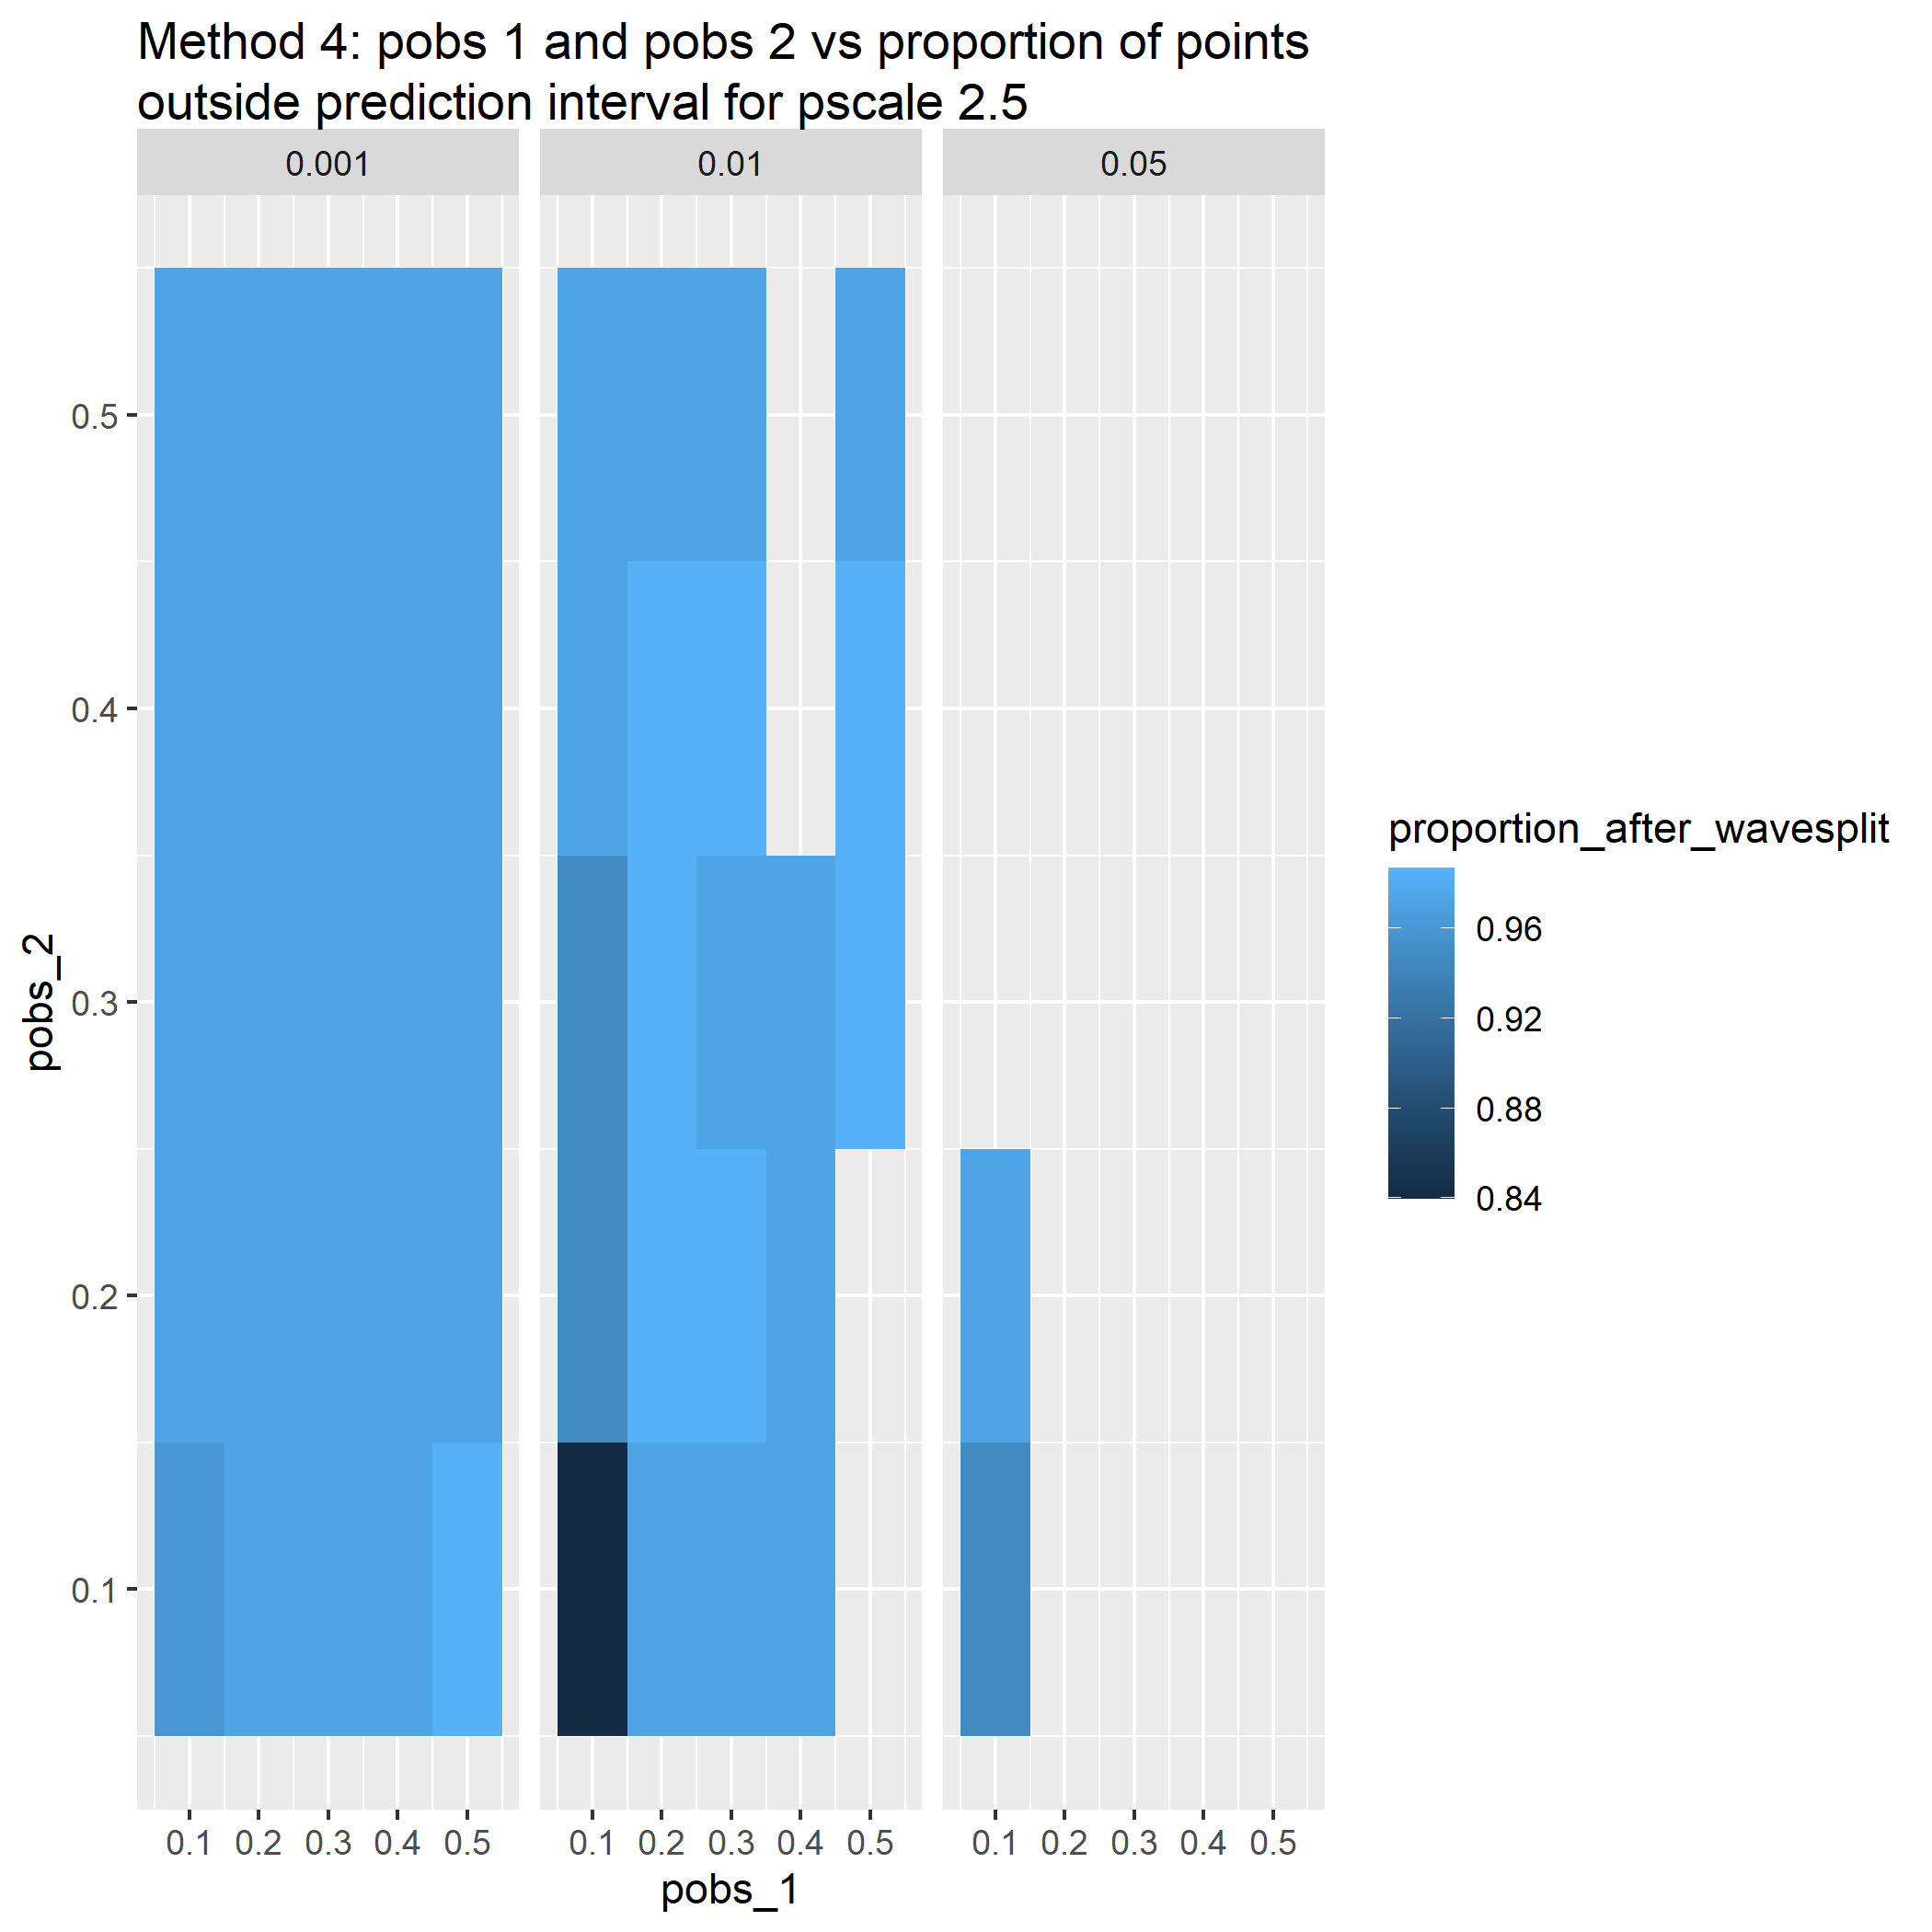 Method 4: pobs 1 and pobs 2 vs proportion of points
outside prediction interval for pscale 2.5
0.001 0.01 0.05
0.5
0.4
0.3
0.2
0.1
pobs_2
0.1 0.2 0.3 0.4 0.5 0.1 0.2 0.3 0.4 0.5 0.1 0.2 0.3 0.4 0.5
pobs_1
proportion_after_wavesplit
0.96
0.92
0.88
0.84